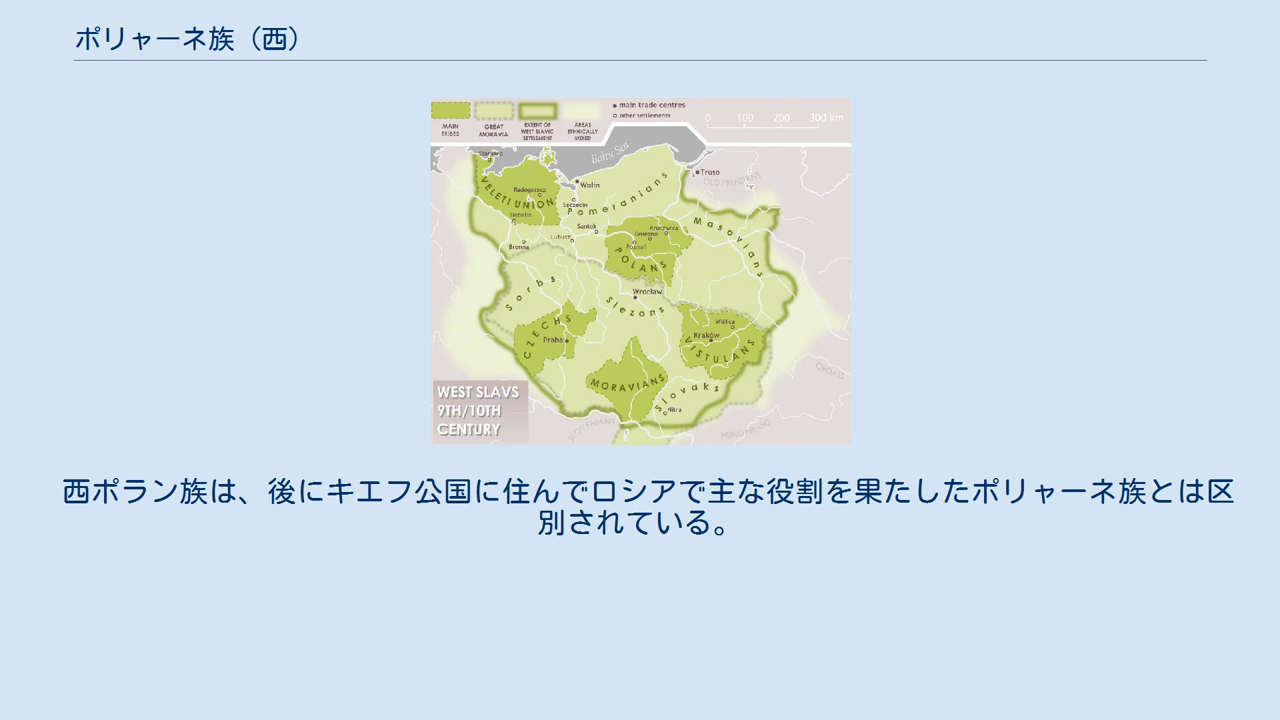 ポリャーネ族（西）
MAIN TRIBES
GREAT MORAVIA
EXTENT OF WEST SLAVIC SETTLEMENT
AREAS ETHNICALLY MIXED
main trade centres
other settlements
0 100 200 300 km
Baltic Sea
Starigard
Truso
OLD PRUSSIANS
Wolin
Radogoszcz
VELETI UNION
Szczecin
Pomeranians
Hobolin
Santok
Kruszwica
Gniezno
Masovians
Lubusz
Brenna
Poznań
POLANS
Sorbs
Wrocław
Slezans
CZECHS
Wiślica
Praha
Kraków
VISTULANS
MORAVIANS
Slovaks
Nitra
WEST SLAVS
9TH/10TH
CENTURY
HUNGARIANS
西ポラン族は、後にキエフ公国に住んでロシアで主な役割を果たしたポリャーネ族とは区
別されている。